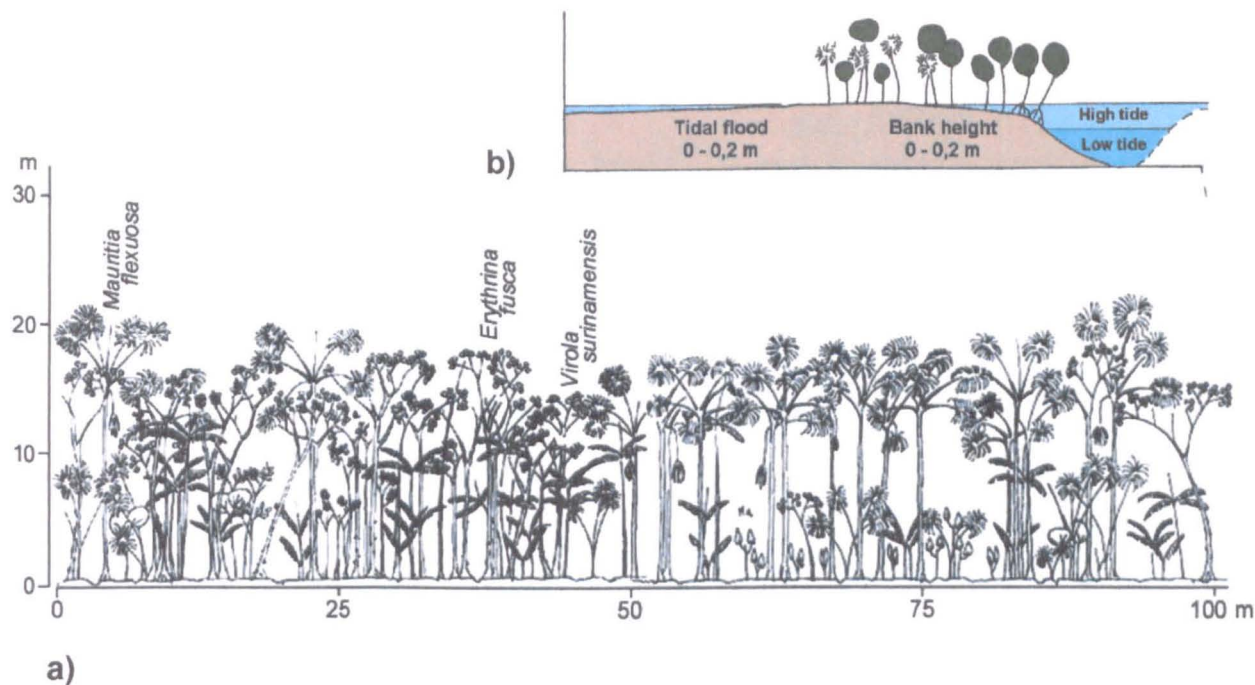 b)
Tidal flood
0 - 0,2 m
Bank height
0 - 0,2 m
High tide
Low tide
m
30
20
10
0
Mauritia
flexuosa
Erythrina
fusca
Virola
surinamensis
0
25
50
75
100 m
a)